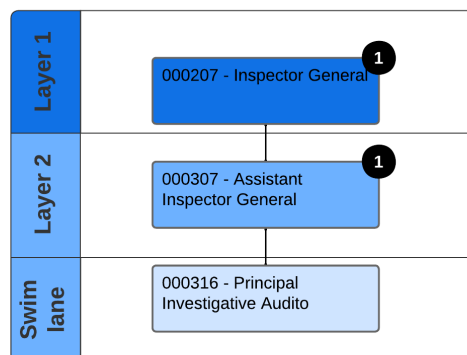 Layer 1
1
000207 - Inspector General
Layer 2
1
000307 - Assistant
Inspector General
Swim
lane
000316 - Principal
Investigative Audito